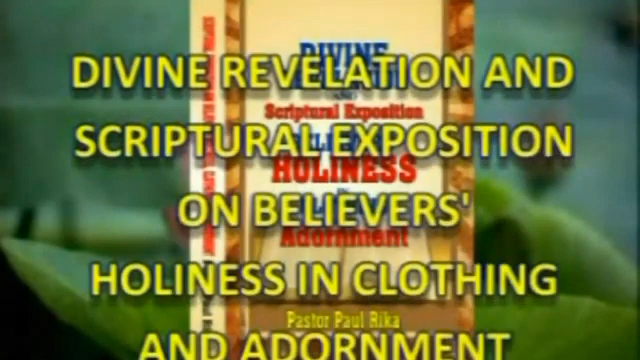 DIVINE REVELATION AND
SCRIPTURAL EXPOSITION
ON BELIEVERS'
HOLINESS IN CLOTHING
AND ADORNMENT
DIVINE
Scriptural Exposition
HOLINESS
Adornment
Pastor Paul Rika